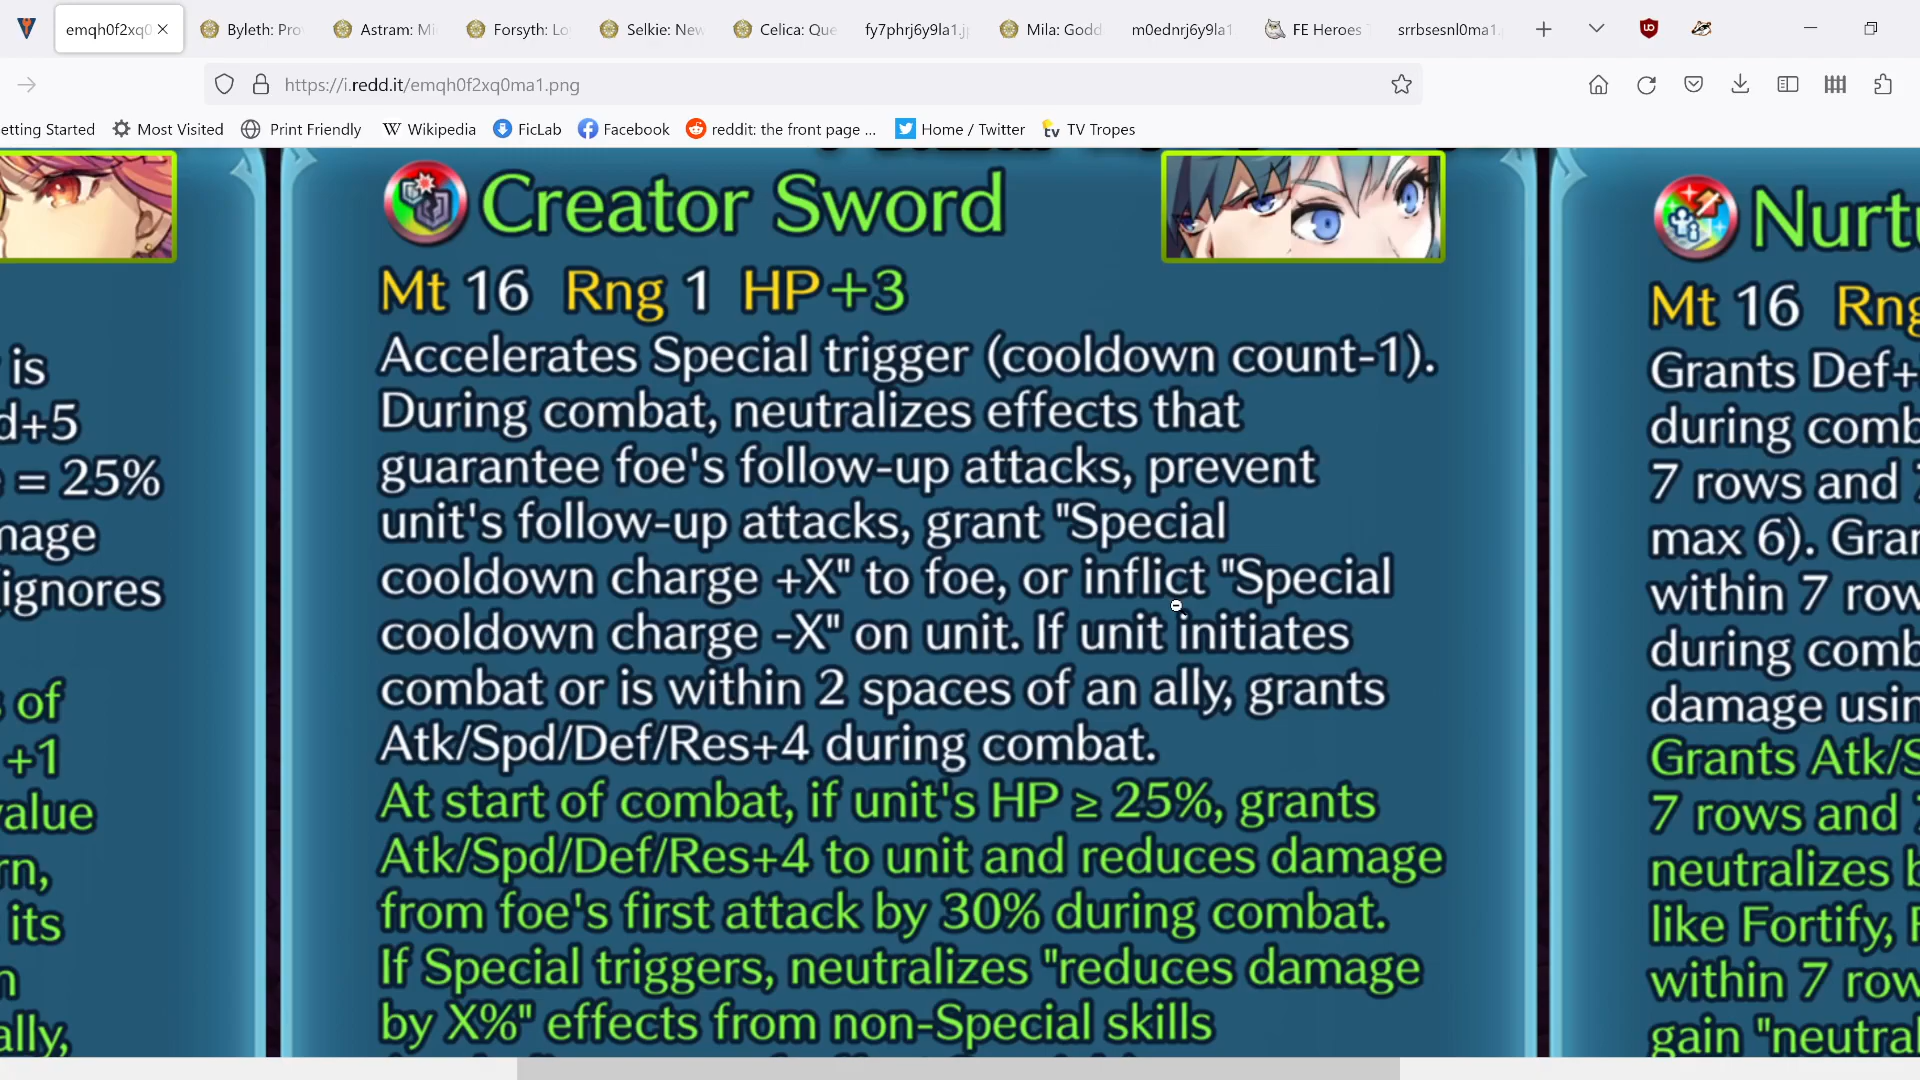 emqh0f2xq0
Byleth: Pro
Astram: Mi
Forsyth: Lo
Selkie: New
Celica: Que
fy7phrj6y9la1.j
Mila: Godd
m0ednrj6y9la1
FE Heroes
srrbsesnl0ma1.
https://i.redd.it/emqh0f2xq0ma1.png
etting Started
Most Visited
Print Friendly
Wikipedia
FicLab
Facebook
reddit: the front page ...
Home / Twitter
TV Tropes
is
d+5
= 25%
mage
ignores
s of
+1
value
rn,
its
n
ally,
Creator Sword
Mt 16 Rng 1 HP+3
Accelerates Special trigger (cooldown count-1).
During combat, neutralizes effects that
guarantee foe's follow-up attacks, prevent
unit's follow-up attacks, grant "Special
cooldown charge +X" to foe, or inflict "Special
cooldown charge -X" on unit. If unit initiates
combat or is within 2 spaces of an ally, grants
Atk/Spd/Def/Res+4 during combat.
At start of combat, if unit's HP ≥ 25%, grants
Atk/Spd/Def/Res+4 to unit and reduces damage
from foe's first attack by 30% during combat.
If Special triggers, neutralizes "reduces damage
by X%" effects from non-Special skills
Nurtu
Mt 16 Rng
Grants Def+
during comb
7 rows and 7
max 6). Gran
within 7 row
during comb
damage usin
Grants Atk/S
7 rows and 7
neutralizes b
like Fortify, R
within 7 row
gain "neutral